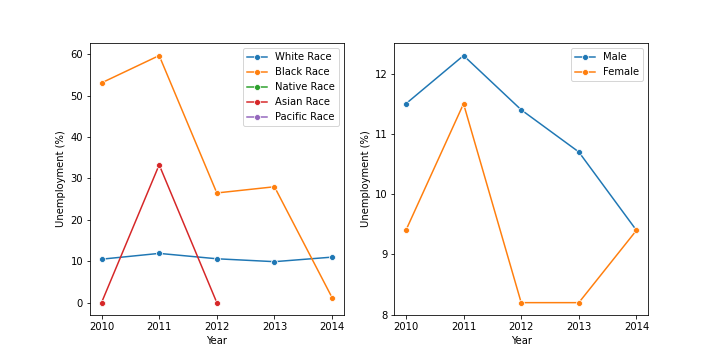 60
50
40
30
20
10
0
Unemployment (%)
2010 2011 2012 2013 2014
Year
White Race
Black Race
Native Race
Asian Race
Pacific Race
12
11
10
9
8
Unemployment (%)
2010 2011 2012 2013 2014
Year
Male
Female